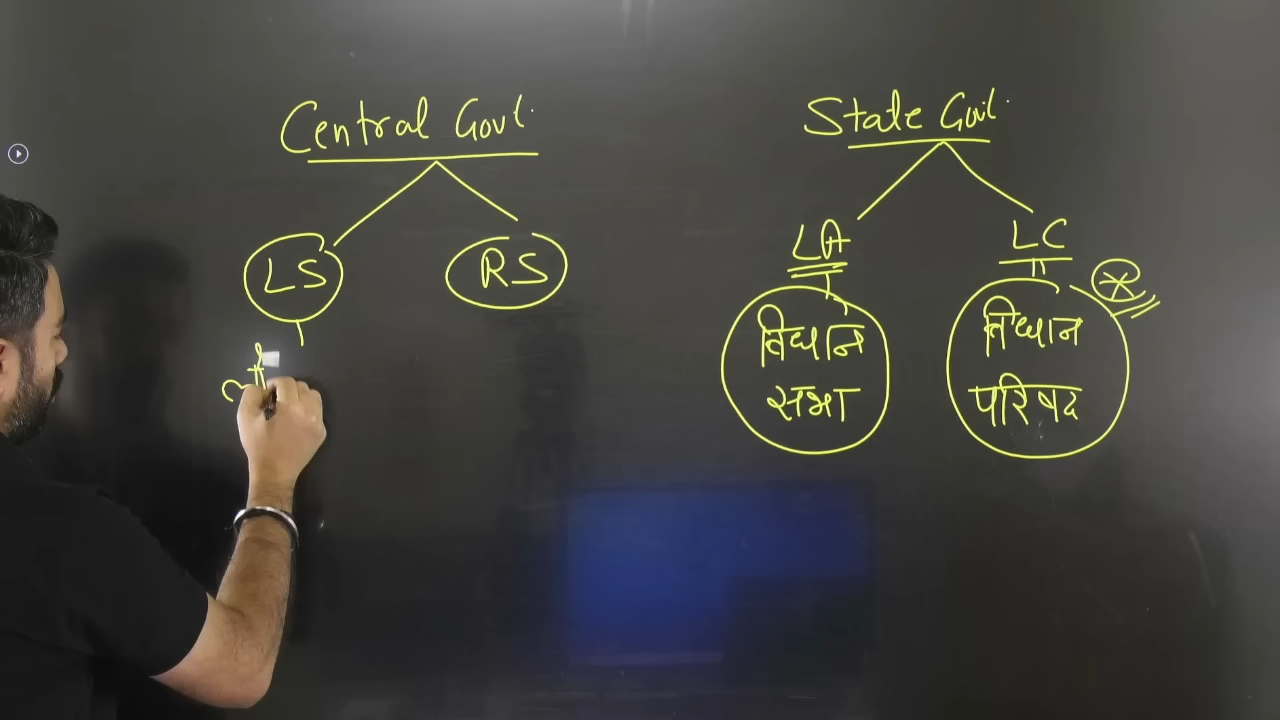 Central Govt.
State Govt.
LS
RS
LA
LC
विधान
सभा
विधान
परिषद